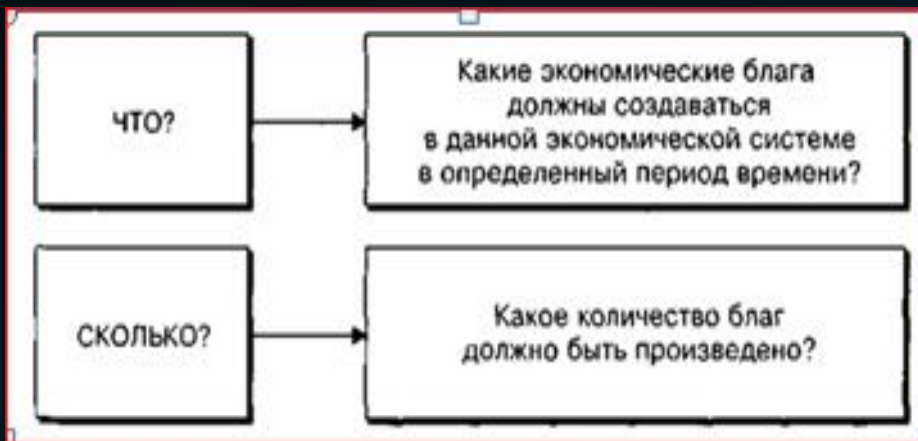 ЧТО?
Какие экономические блага
должны создаваться
в данной экономической системе
в определенный период времени?
СКОЛЬКО?
Какое количество благ
должно быть произведено?